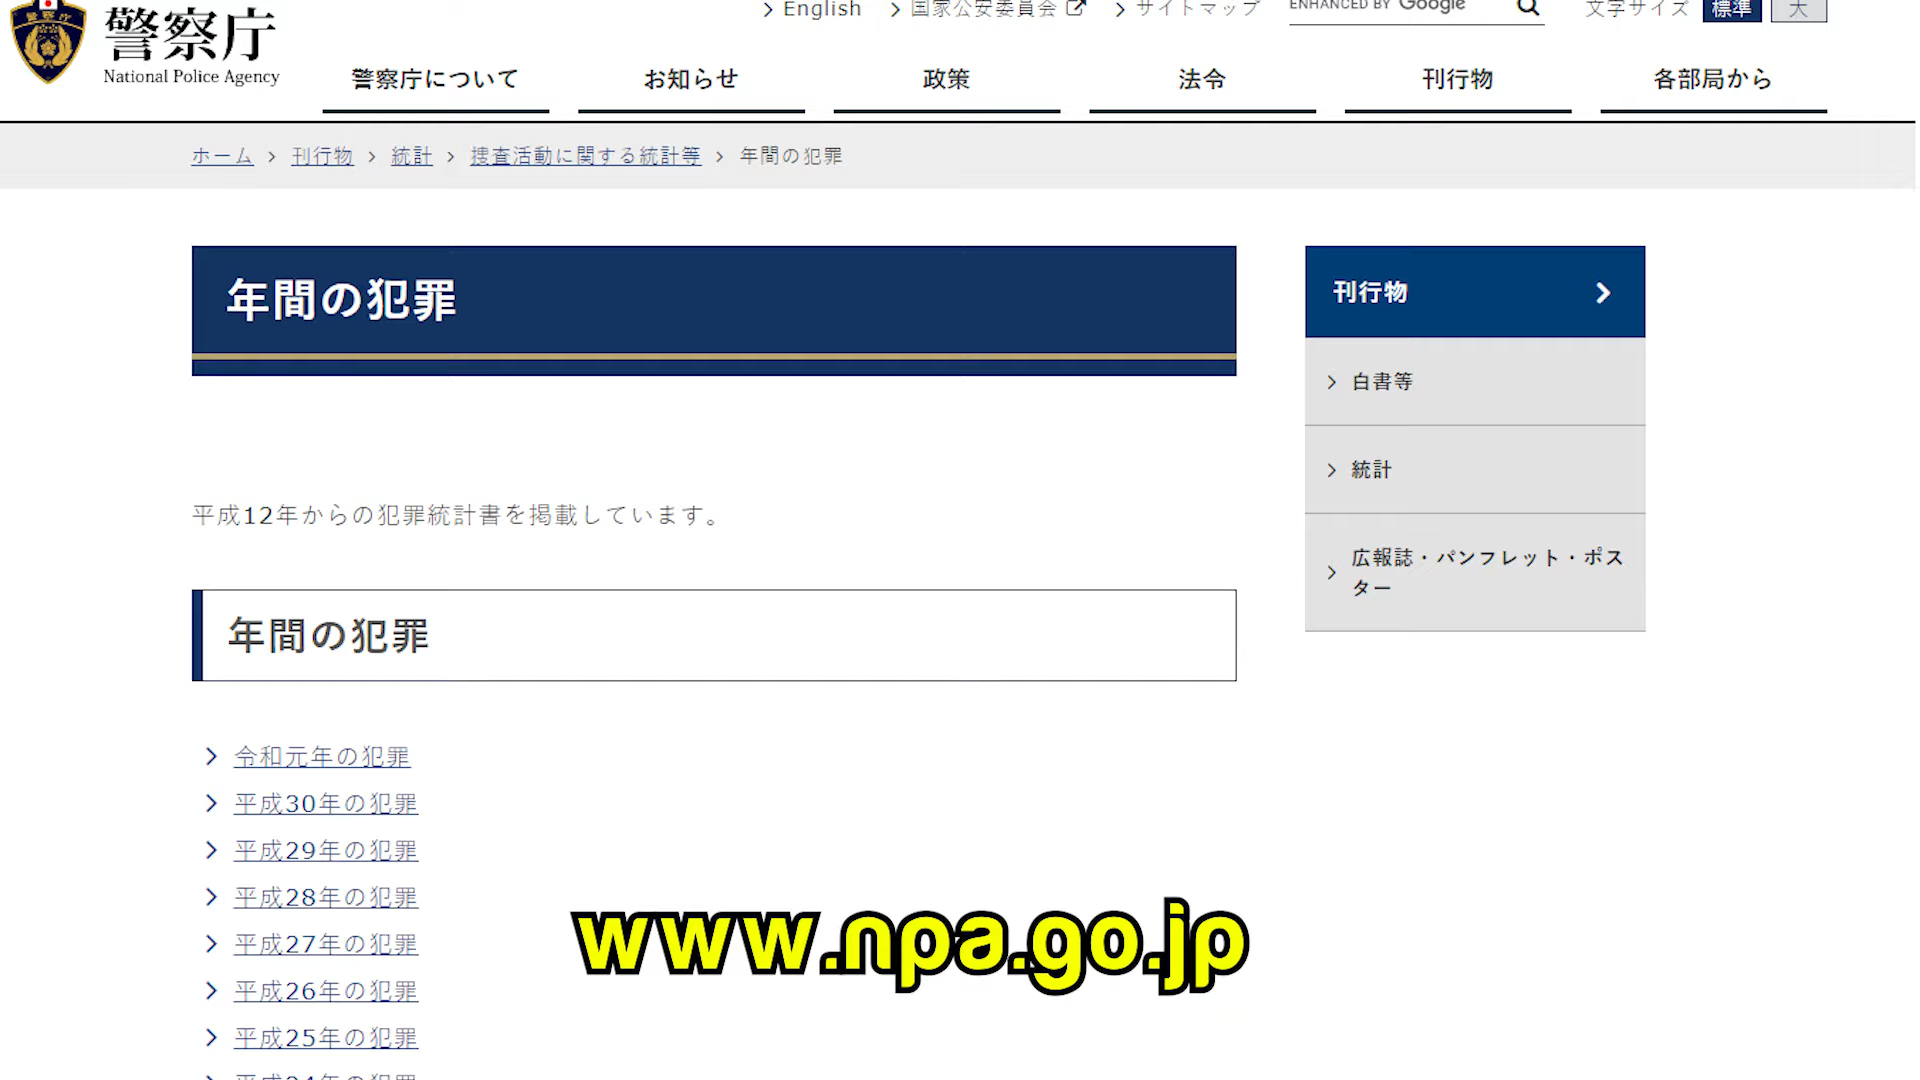 警察庁
National Police Agency
English
国家公安委員会
サイトマップ
ENHANCED BY Google
文字サイズ
標準
大
警察庁について
お知らせ
政策
法令
刊行物
各部局から
ホーム > 刊行物 > 統計 > 捜査活動に関する統計等 > 年間の犯罪
年間の犯罪
平成12年からの犯罪統計書を掲載しています。
年間の犯罪
令和元年の犯罪
平成30年の犯罪
平成29年の犯罪
平成28年の犯罪
平成27年の犯罪
平成26年の犯罪
平成25年の犯罪
刊行物
白書等
統計
広報誌・パンフレット・ポス
ター
www.npa.go.jp